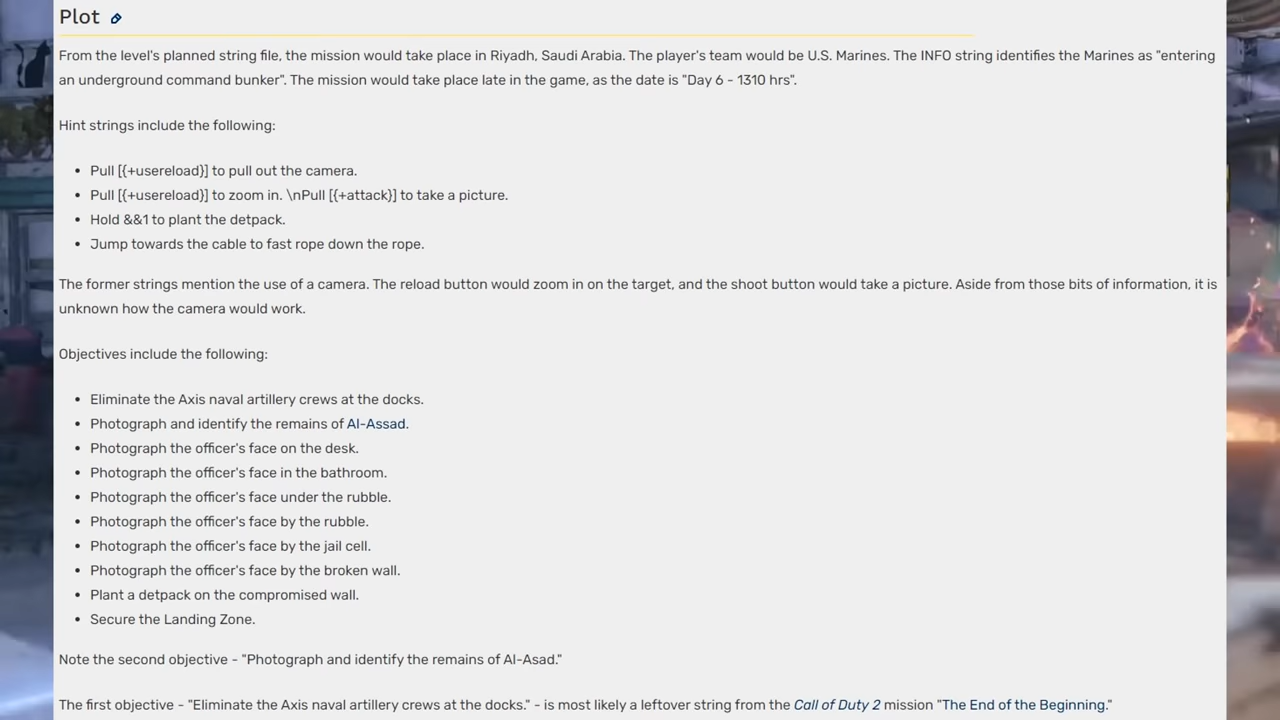 Plot
From the level's planned string file, the mission would take place in Riyadh, Saudi Arabia. The player's team would be U.S. Marines. The INFO string identifies the Marines as "entering
an underground command bunker". The mission would take place late in the game, as the date is "Day 6 - 1310 hrs".
Hint strings include the following:
• Pull [{+usereload}] to pull out the camera.
• Pull [{+usereload}] to zoom in. \nPull [{+attack}] to take a picture.
• Hold &&1 to plant the detpack.
• Jump towards the cable to fast rope down the rope.
The former strings mention the use of a camera. The reload button would zoom in on the target, and the shoot button would take a picture. Aside from those bits of information, it is
unknown how the camera would work.
Objectives include the following:
• Eliminate the Axis naval artillery crews at the docks.
• Photograph and identify the remains of Al-Assad.
• Photograph the officer's face on the desk.
• Photograph the officer's face in the bathroom.
• Photograph the officer's face under the rubble.
• Photograph the officer's face by the rubble.
• Photograph the officer's face by the jail cell.
• Photograph the officer's face by the broken wall.
• Plant a detpack on the compromised wall.
• Secure the Landing Zone.
Note the second objective - "Photograph and identify the remains of Al-Asad."
The first objective - "Eliminate the Axis naval artillery crews at the docks." - is most likely a leftover string from the Call of Duty 2 mission "The End of the Beginning."